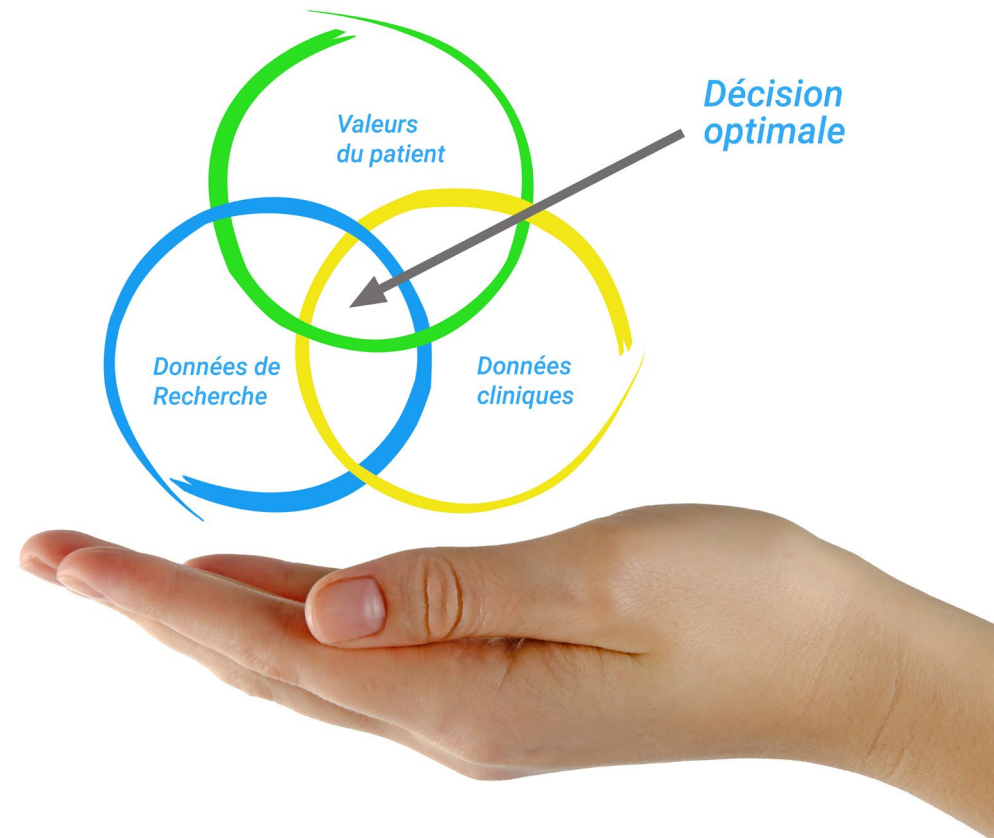 Décision
optimale
Valeurs
du patient
Données de
Recherche
Données
cliniques